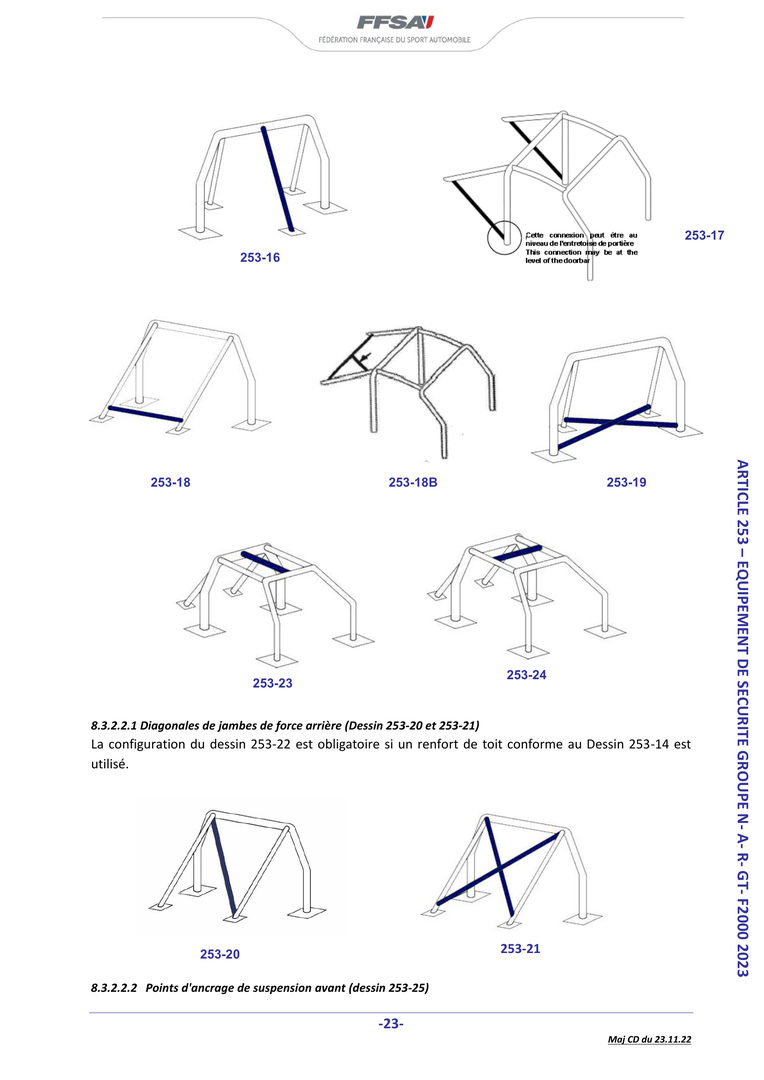 FFSA
FÉDÉRATION FRANÇAISE DU SPORT AUTOMOBILE
253-16
Cette connexion peut être au
niveau de l'entretoise de portière
This connection may be at the
level of the doorbar
253-17
253-18
253-18B
253-19
253-23
253-24
8.3.2.2.1 Diagonales de jambes de force arrière (Dessin 253-20 et 253-21)
La configuration du dessin 253-22 est obligatoire si un renfort de toit conforme au Dessin 253-14 est
utilisé.
253-20
253-21
8.3.2.2.2 Points d'ancrage de suspension avant (dessin 253-25)
ARTICLE 253 – EQUIPEMENT DE SECURITE GROUPE N- A- R- GT- F2000 2023
-23-
Maj CD du 23.11.22